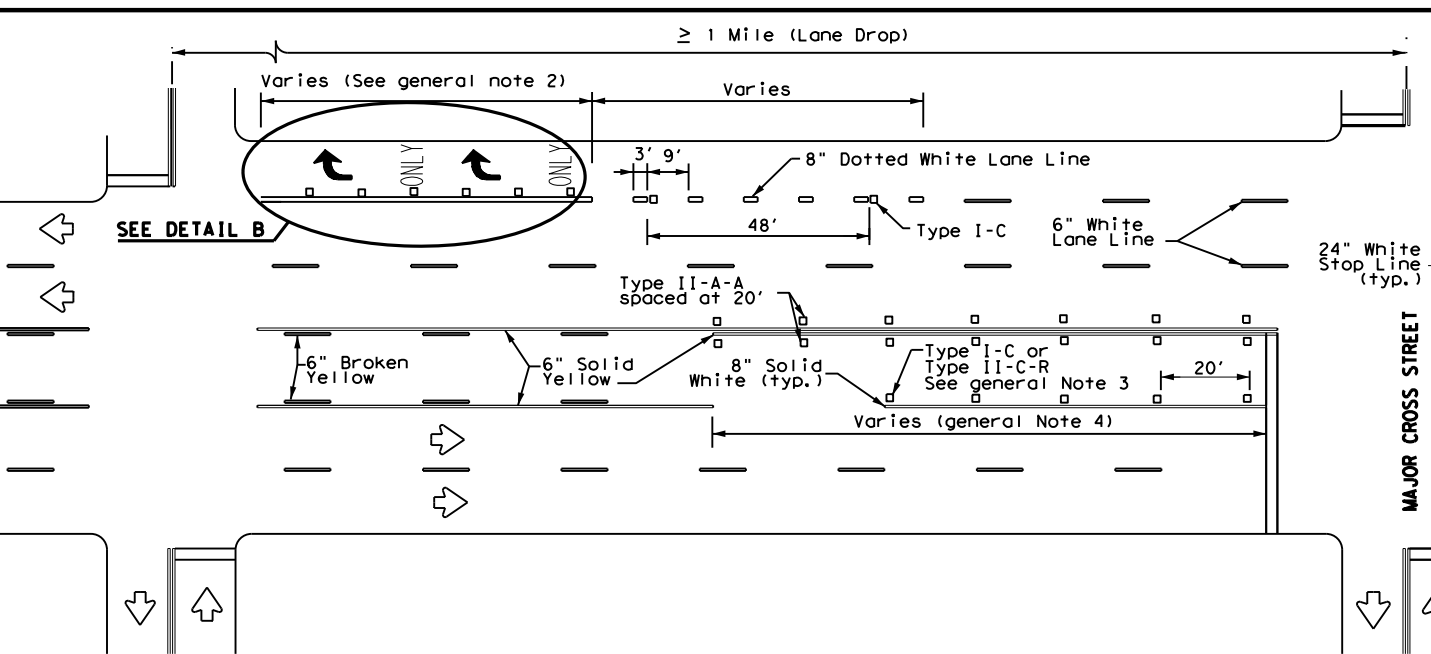 ≥ 1 Mile (Lane Drop)
Varies (See general note 2)
Varies
ONLY
ONLY
3' 9'
8" Dotted White Lane Line
SEE DETAIL B
48'
Type I-C
6" White
Lane Line
24" White
Stop Line
(typ.)
Type II-A-A
spaced at 20'
6" Broken
Yellow
6" Solid
Yellow
8" Solid
White (typ.)
Type I-C or
Type II-C-R
See general Note 3
20'
Varies (general Note 4)
MAJOR CROSS STREET